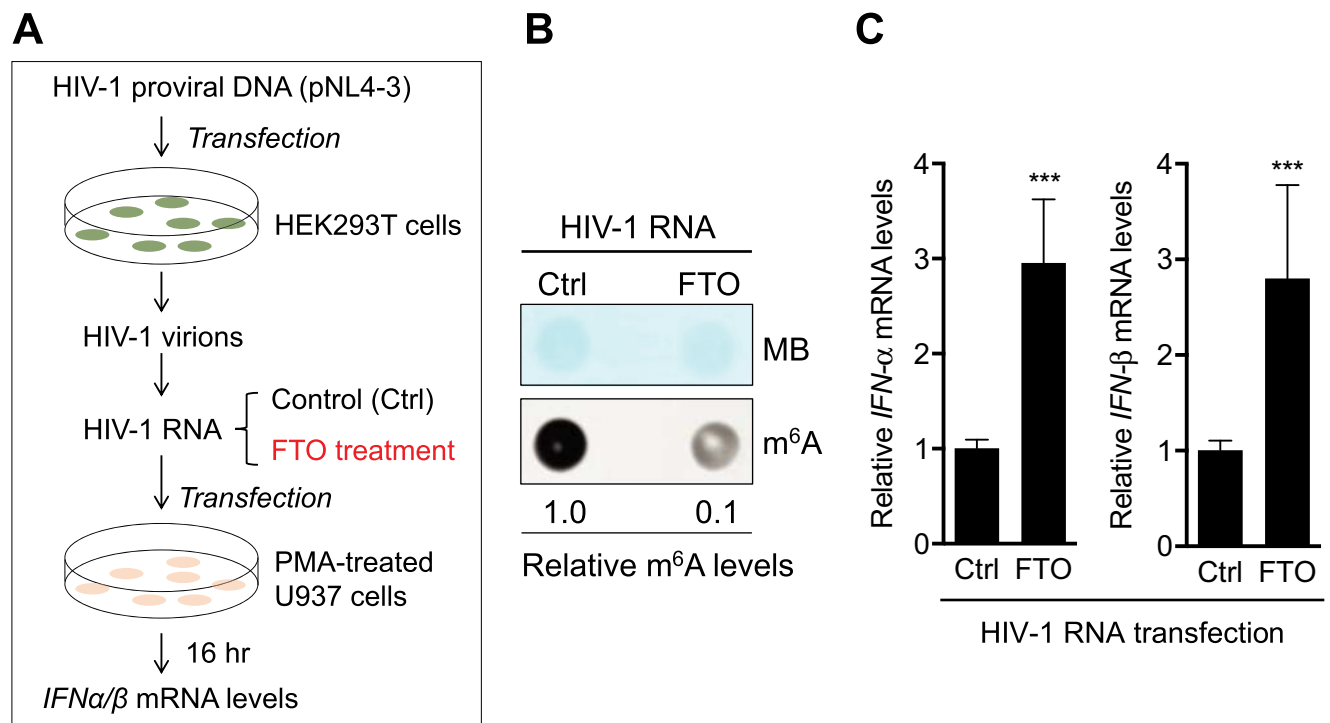 A
HIV-1 proviral DNA (pNL4-3)
Transfection
HEK293T cells
HIV-1 virions
HIV-1 RNA
Control (Ctrl)
FTO treatment
Transfection
PMA-treated
U937 cells
16 hr
IFNα/β mRNA levels
B
HIV-1 RNA
Ctrl FTO
MB
m⁶A
1.0 0.1
Relative m⁶A levels
C
Relative IFN-α mRNA levels
4
3
2
1
0
***
Ctrl FTO
Relative IFN-β mRNA levels
4
3
2
1
0
***
Ctrl FTO
HIV-1 RNA transfection